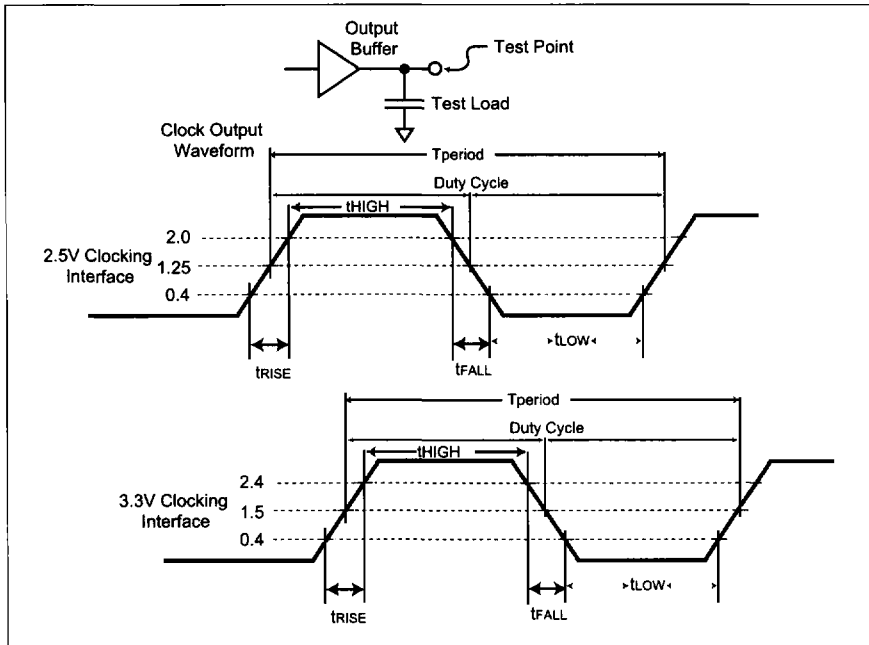 Output
Buffer
Test Point
Test Load
Clock Output
Waveform
Tperiod
Duty Cycle
tHIGH
2.0
2.5V Clocking
Interface
1.25
0.4
tRISE
tFALL
tLOW
Tperiod
Duty Cycle
tHIGH
2.4
3.3V Clocking
Interface
1.5
0.4
tRISE
tFALL
tLOW